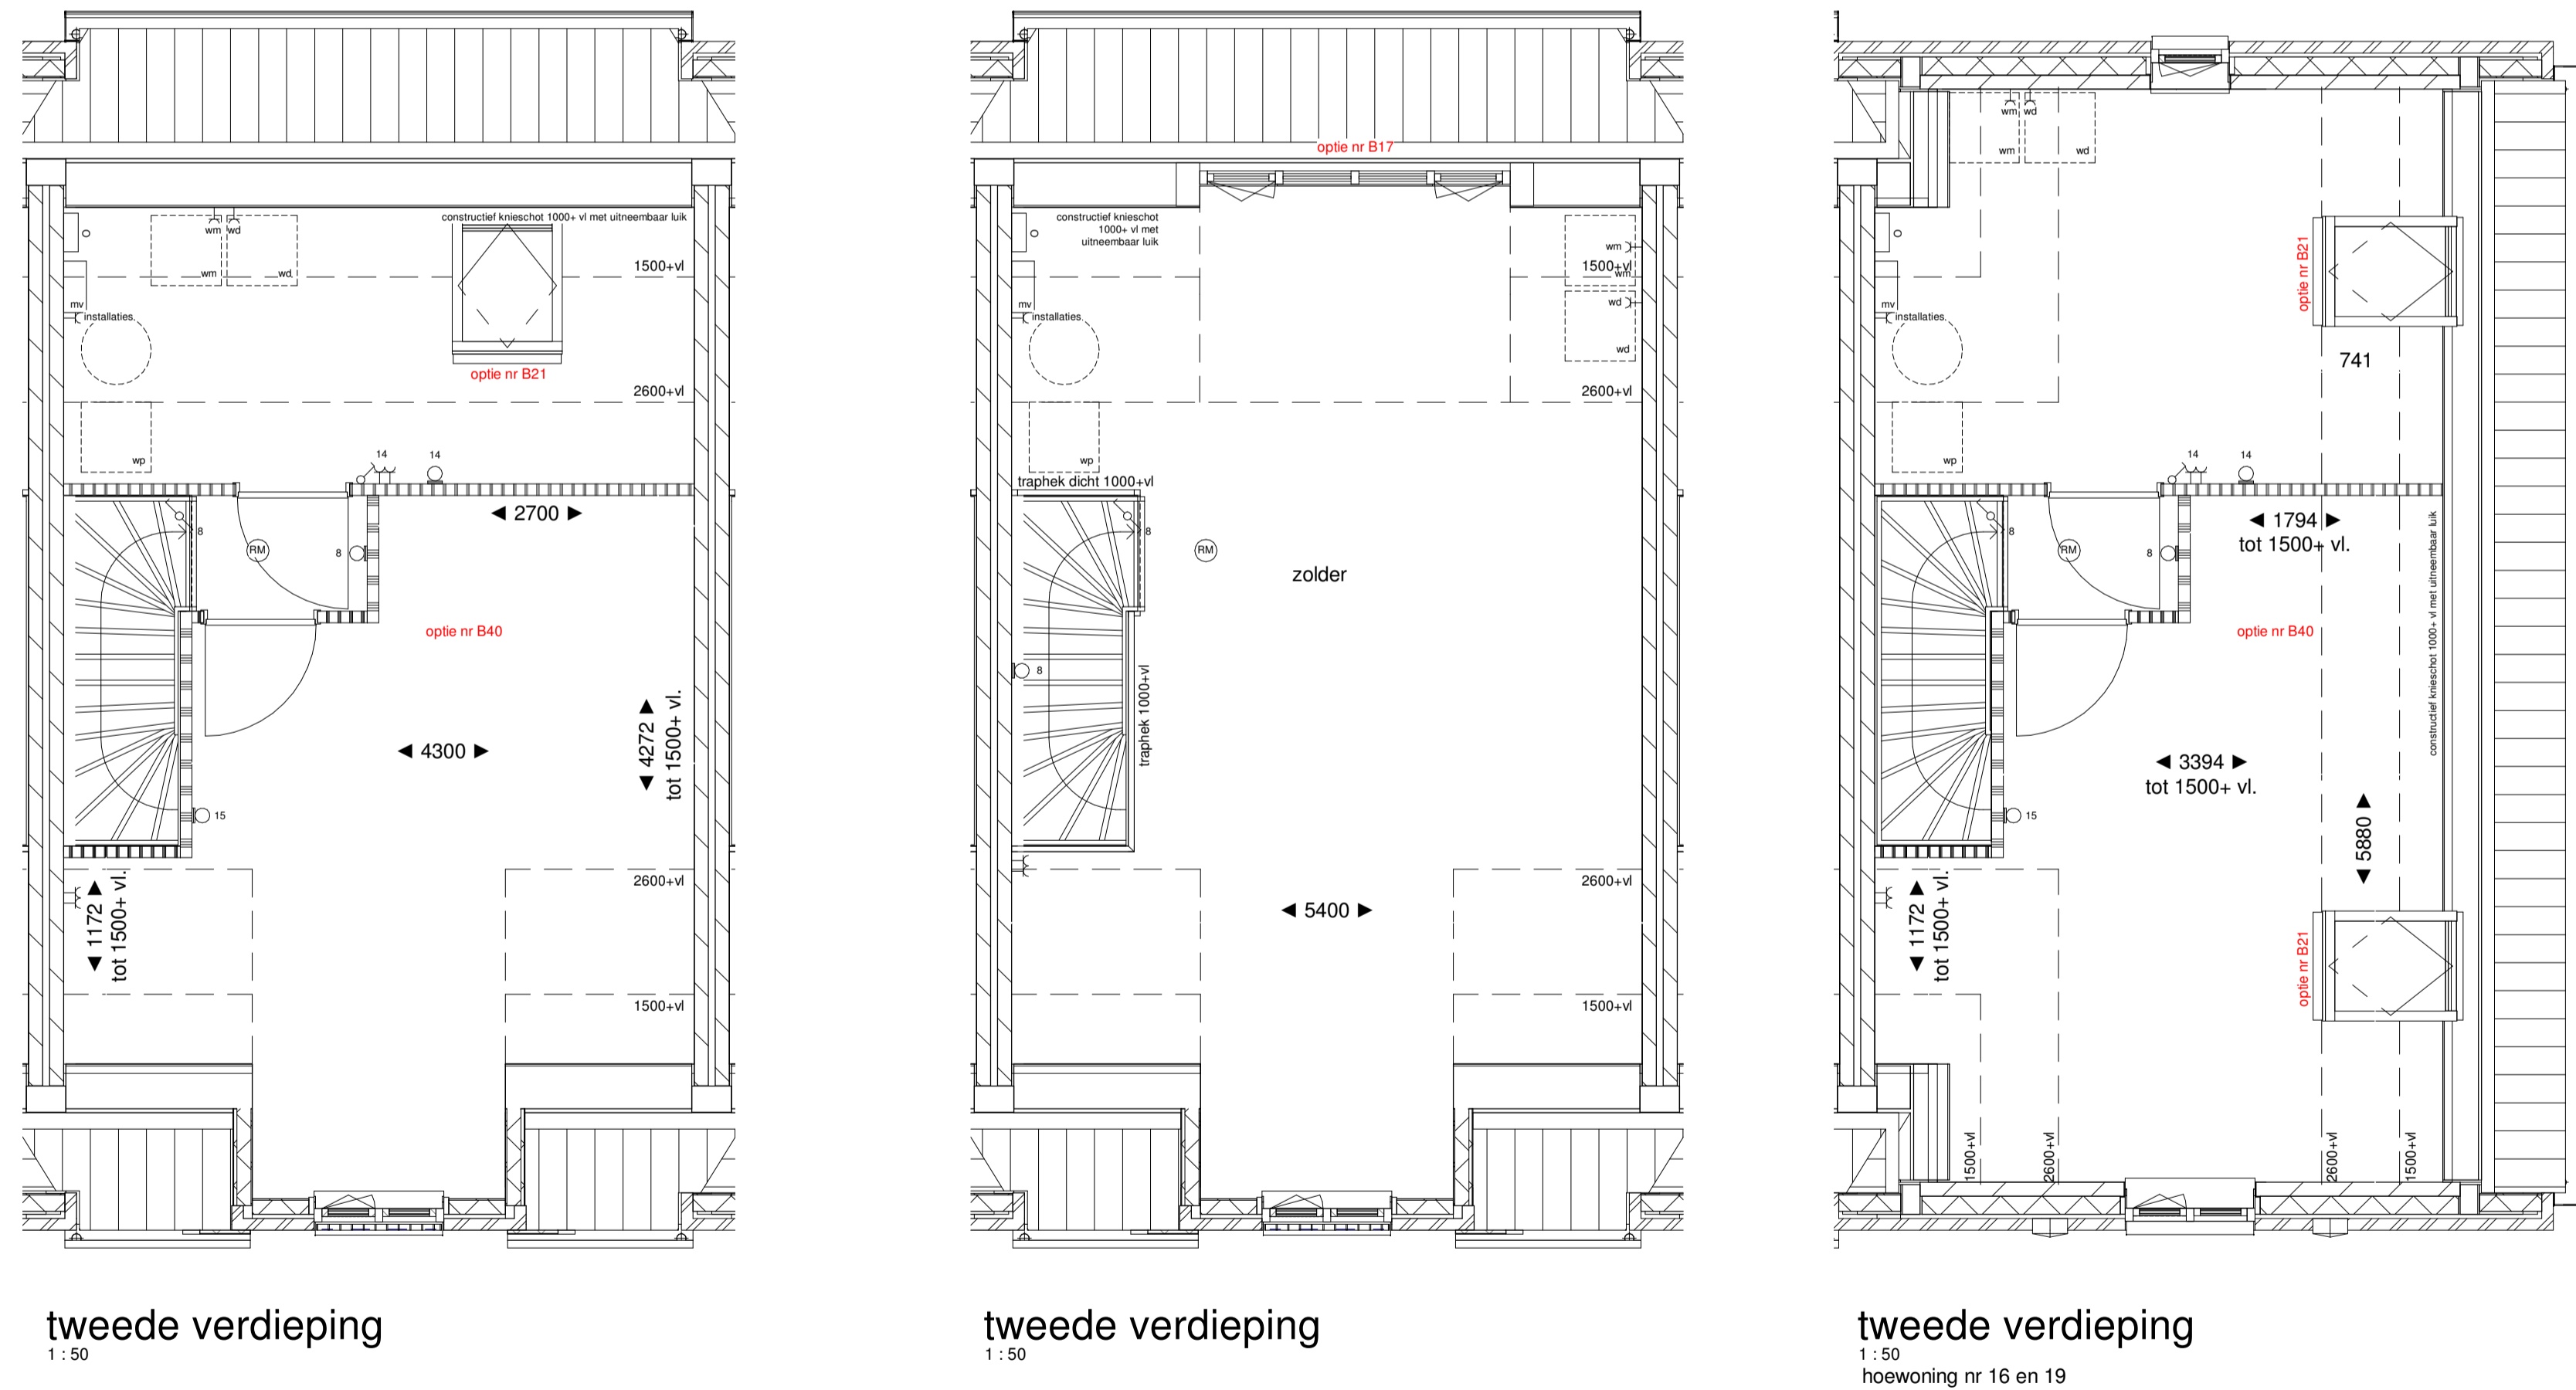 constructief knieschot 1000+ vl met uitneembaar luik
wm wd
wm
wd
1500+vl
mv
installaties
optie nr B21
2600+vl
wp
14
14
2700
8
RM
8
optie nr B40
4272
tot 1500+ vl.
4300
15
2600+vl
1172
tot 1500+ vl.
1500+vl
tweede verdieping
1 : 50
optie nr B17
constructief knieschot
1000+ vl met
uitneembaar luik
wm
1500+vl
wm
wd
mv
installaties
wd
2600+vl
wp
traphek dicht 1000+vl
8
RM
zolder
8
traphek 1000+vl
5400
2600+vl
1500+vl
tweede verdieping
1 : 50
wm wd
wm
wd
optie nr B21
mv
installaties
741
wp
14
14
1794
tot 1500+ vl.
8
RM
8
constructief knieschot 1000+ vl met uitneembaar luik
optie nr B40
3394
tot 1500+ vl.
15
5880
1172
tot 1500+ vl.
optie nr B21
1500+vl
2600+vl
2600+vl
1500+vl
tweede verdieping
1 : 50
hoewoning nr 16 en 19